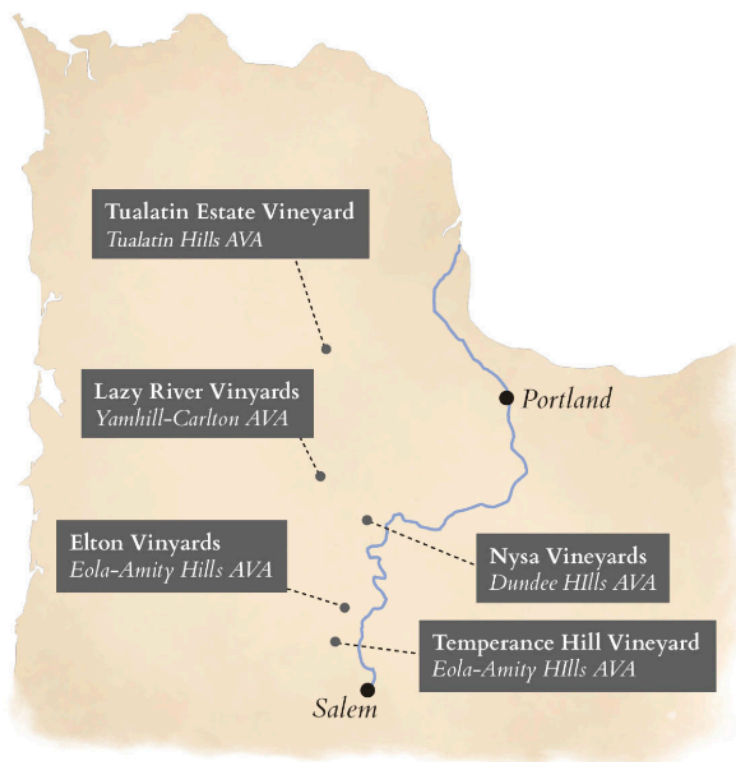 Tualatin Estate Vineyard
Tualatin Hills AVA
Lazy River Vinyards
Yamhill-Carlton AVA
Portland
Elton Vinyards
Eola-Amity Hills AVA
Nysa Vineyards
Dundee HIlls AVA
Temperance Hill Vineyard
Eola-Amity HIlls AVA
Salem